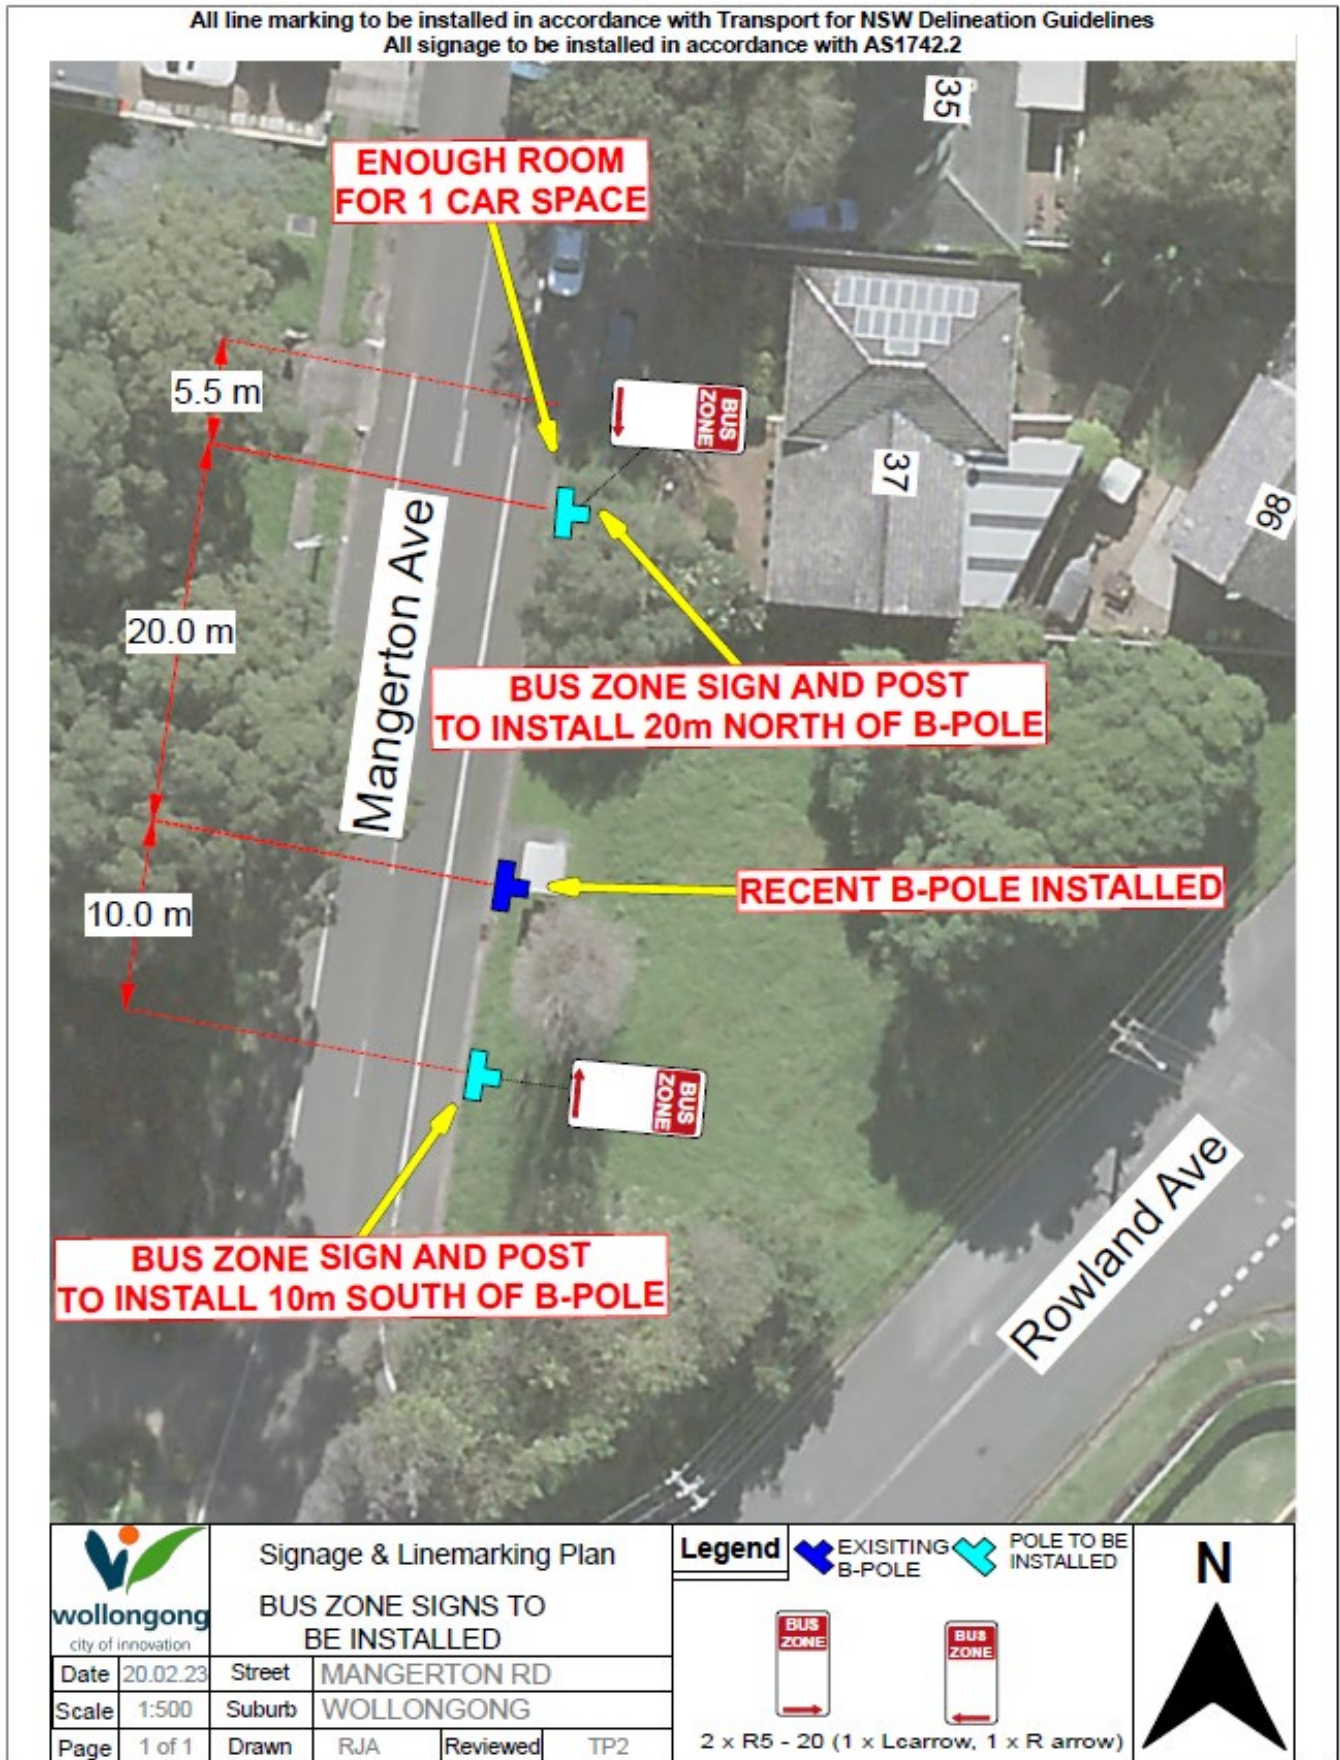 All line marking to be installed in accordance with Transport for NSW Delineation Guidelines
All signage to be installed in accordance with AS1742.2
35
ENOUGH ROOM
FOR 1 CAR SPACE
5.5 m
BUS
ZONE
37
98
Mangerton Ave
20.0 m
BUS ZONE SIGN AND POST
TO INSTALL 20m NORTH OF B-POLE
RECENT B-POLE INSTALLED
10.0 m
BUS
ZONE
Rowland Ave
BUS ZONE SIGN AND POST
TO INSTALL 10m SOUTH OF B-POLE
wollongong
city of innovation
Signage & Linemarking Plan
BUS ZONE SIGNS TO
BE INSTALLED
Date 20.02.23 Street MANGERTON RD
Scale 1:500 Suburb WOLLONGONG
Page 1 of 1 Drawn RJA Reviewed TP2
Legend
EXISITING
B-POLE
POLE TO BE
INSTALLED
BUS
ZONE
BUS
ZONE
2 x R5 - 20 (1 x Lcarrow, 1 x R arrow)
N